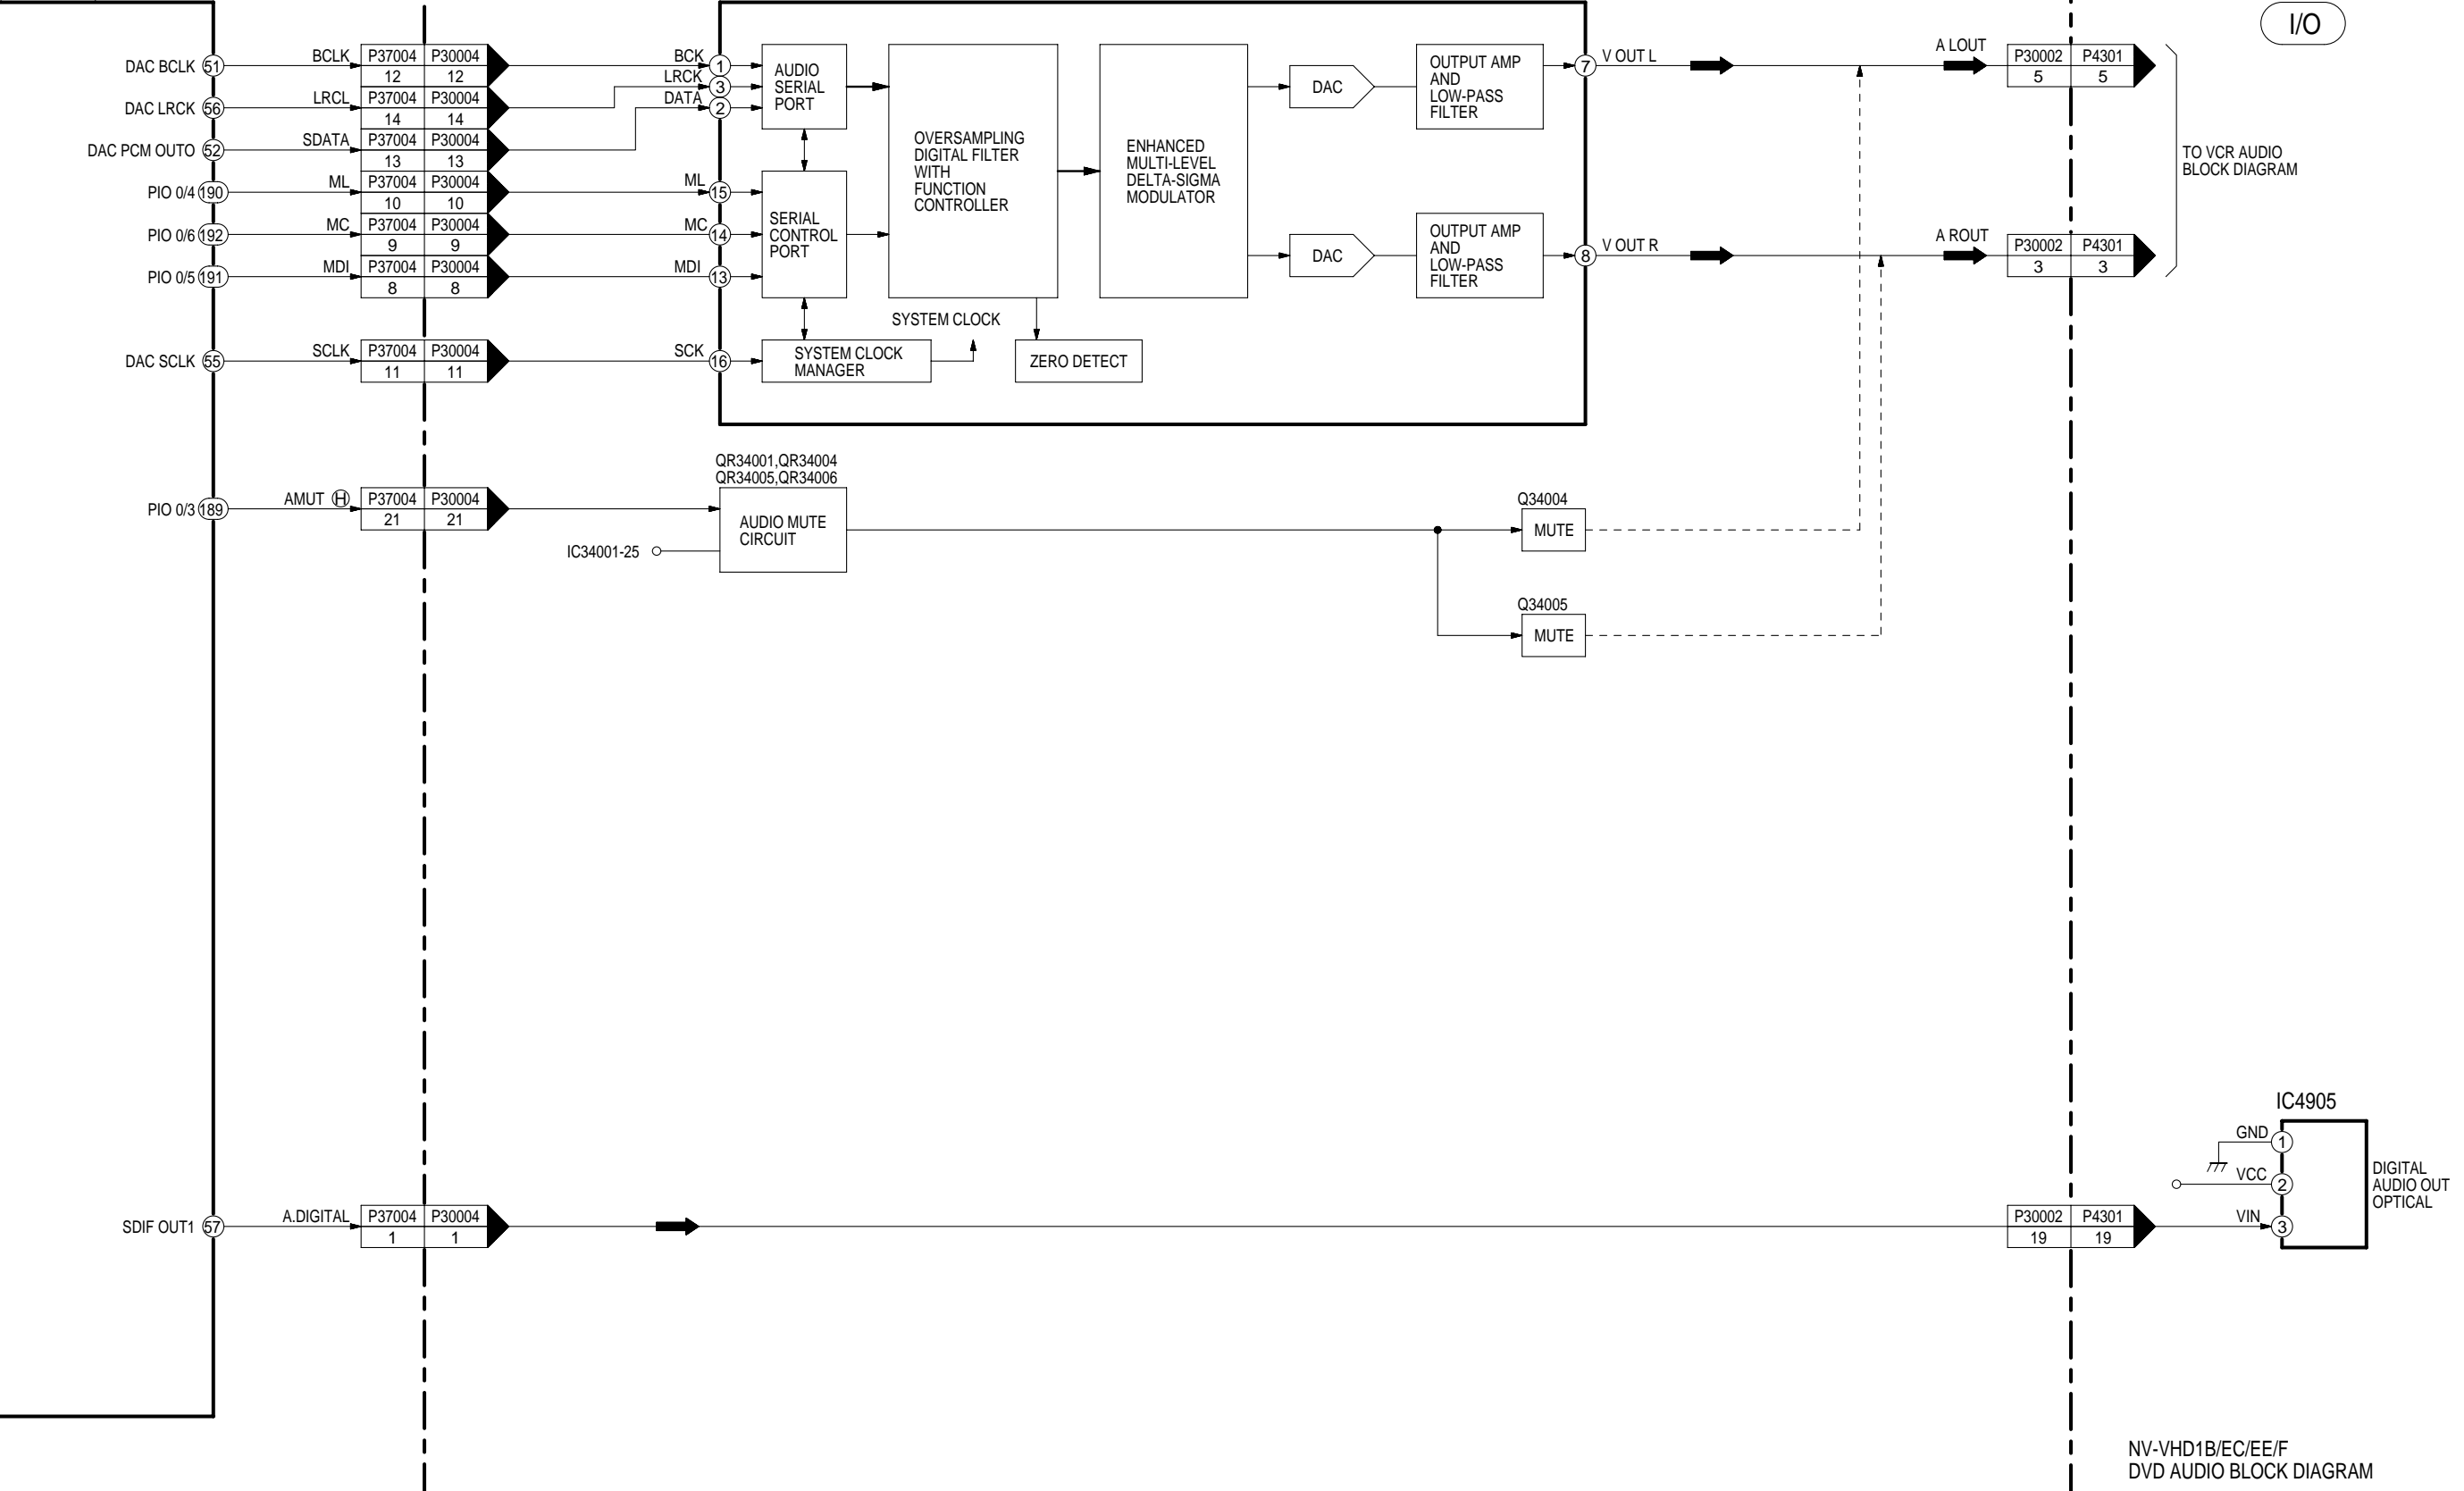 I/O
DAC BCLK 51 BCLK P37004 P30004 12 12 BCK 1
DAC LRCK 56 LRCL P37004 P30004 14 14 LRCK 3
DAC PCM OUTO 52 SDATA P37004 P30004 13 13 DATA 2
PIO 0/4 190 ML P37004 P30004 10 10 ML 15
PIO 0/6 192 MC P37004 P30004 9 9 MC 14
PIO 0/5 191 MDI P37004 P30004 8 8 MDI 13
DAC SCLK 55 SCLK P37004 P30004 11 11 SCK 16
AUDIO
SERIAL
PORT
SERIAL
CONTROL
PORT
SYSTEM CLOCK
MANAGER
OVERSAMPLING
DIGITAL FILTER
WITH
FUNCTION
CONTROLLER
SYSTEM CLOCK
ZERO DETECT
ENHANCED
MULTI-LEVEL
DELTA-SIGMA
MODULATOR
DAC
DAC
OUTPUT AMP
AND
LOW-PASS
FILTER
OUTPUT AMP
AND
LOW-PASS
FILTER
7 V OUT L A LOUT P30002 P4301 5 5
8 V OUT R A ROUT P30002 P4301 3 3
TO VCR AUDIO
BLOCK DIAGRAM
PIO 0/3 189 AMUT H P37004 P30004 21 21
QR34001,QR34004
QR34005,QR34006
AUDIO MUTE
CIRCUIT
IC34001-25
Q34004
MUTE
Q34005
MUTE
SDIF OUT1 57 A.DIGITAL P37004 P30004 1 1
P30002 P4301 19 19
IC4905
GND 1
VCC 2
VIN 3
DIGITAL
AUDIO OUT
OPTICAL
NV-VHD1B/EC/EE/F
DVD AUDIO BLOCK DIAGRAM